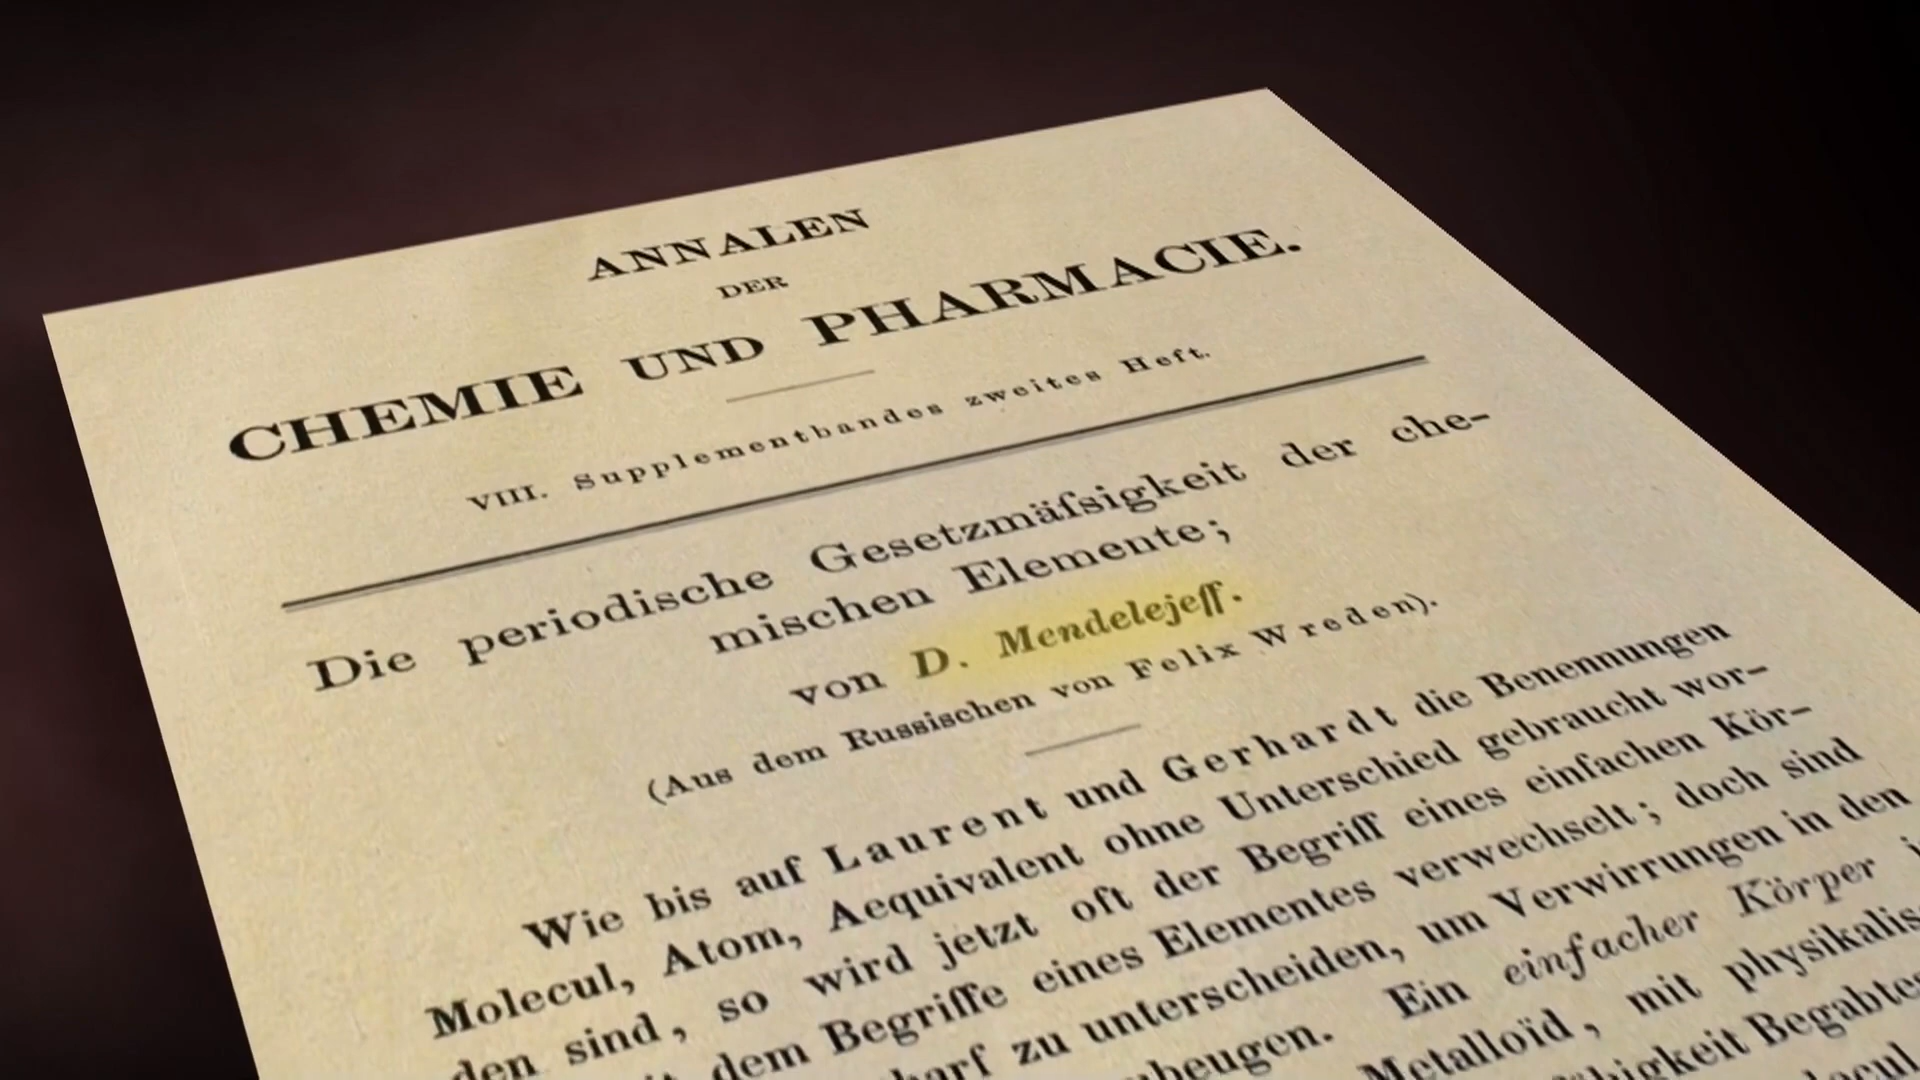 ANNALEN
DER
CHEMIE UND PHARMACIE.
VIII. Supplementbandes zweites Heft.
Die periodische Gesetzmäſsigkeit der che-
mischen Elemente;
von D. Mendelejeff.
(Aus dem Russischen von Felix Wreden).
Wie bis auf Laurent und Gerhardt die Benennungen
Molecul, Atom, Aequivalent ohne Unterschied gebraucht wor-
den sind, so wird jetzt oft der Begriff eines einfachen Kör-
dem Begriffe eines Elementes verwechselt; doch sind
zu unterscheiden, um Verwirrungen in den
Ein einfacher Körper
Metalloïd, mit
Begabtes